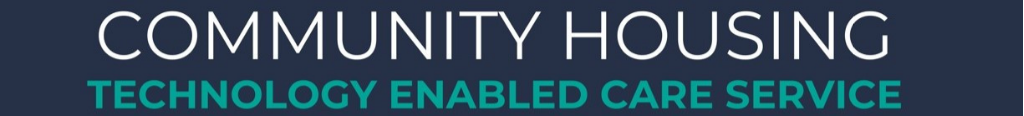 COMMUNITY HOUSING
TECHNOLOGY ENABLED CARE SERVICE